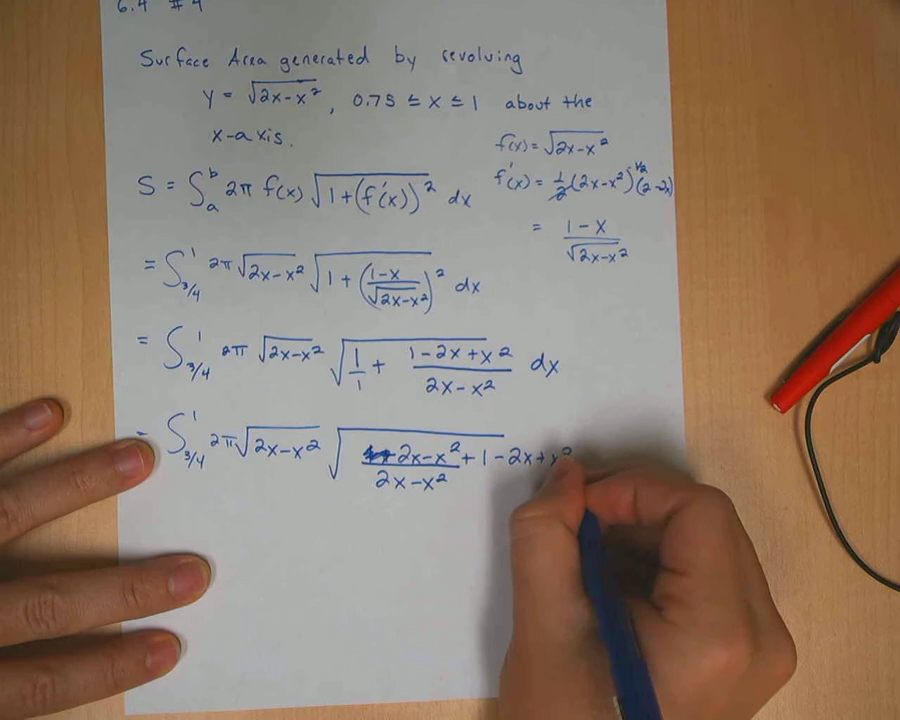 6.4 #4
Surface Area generated by revolving
y = √(2x-x²), 0.75 ≤ x ≤ 1 about the
x-axis.
f(x) = √(2x-x²)
f'(x) = 1/2 (2x-x²)^(-1/2) (2-2x)
= (1-x)/√(2x-x²)
S = ∫_a^b 2π f(x) √(1+(f'(x))²) dx
= ∫_{3/4}^1 2π √(2x-x²) √(1+((1-x)/√(2x-x²))²) dx
= ∫_{3/4}^1 2π √(2x-x²) √(1/1 + (1-2x+x²)/(2x-x²)) dx
= ∫_{3/4}^1 2π √(2x-x²) √((2x-x²+1-2x+x²)/(2x-x²))